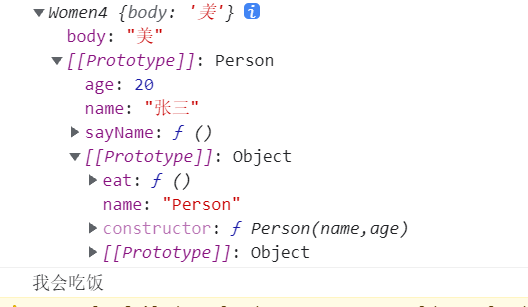 Women4 {body: '美'} i
body: "美"
[[Prototype]]: Person
age: 20
name: "张三"
sayName: ƒ ()
[[Prototype]]: Object
eat: ƒ ()
name: "Person"
constructor: ƒ Person(name,age)
[[Prototype]]: Object
我会吃饭